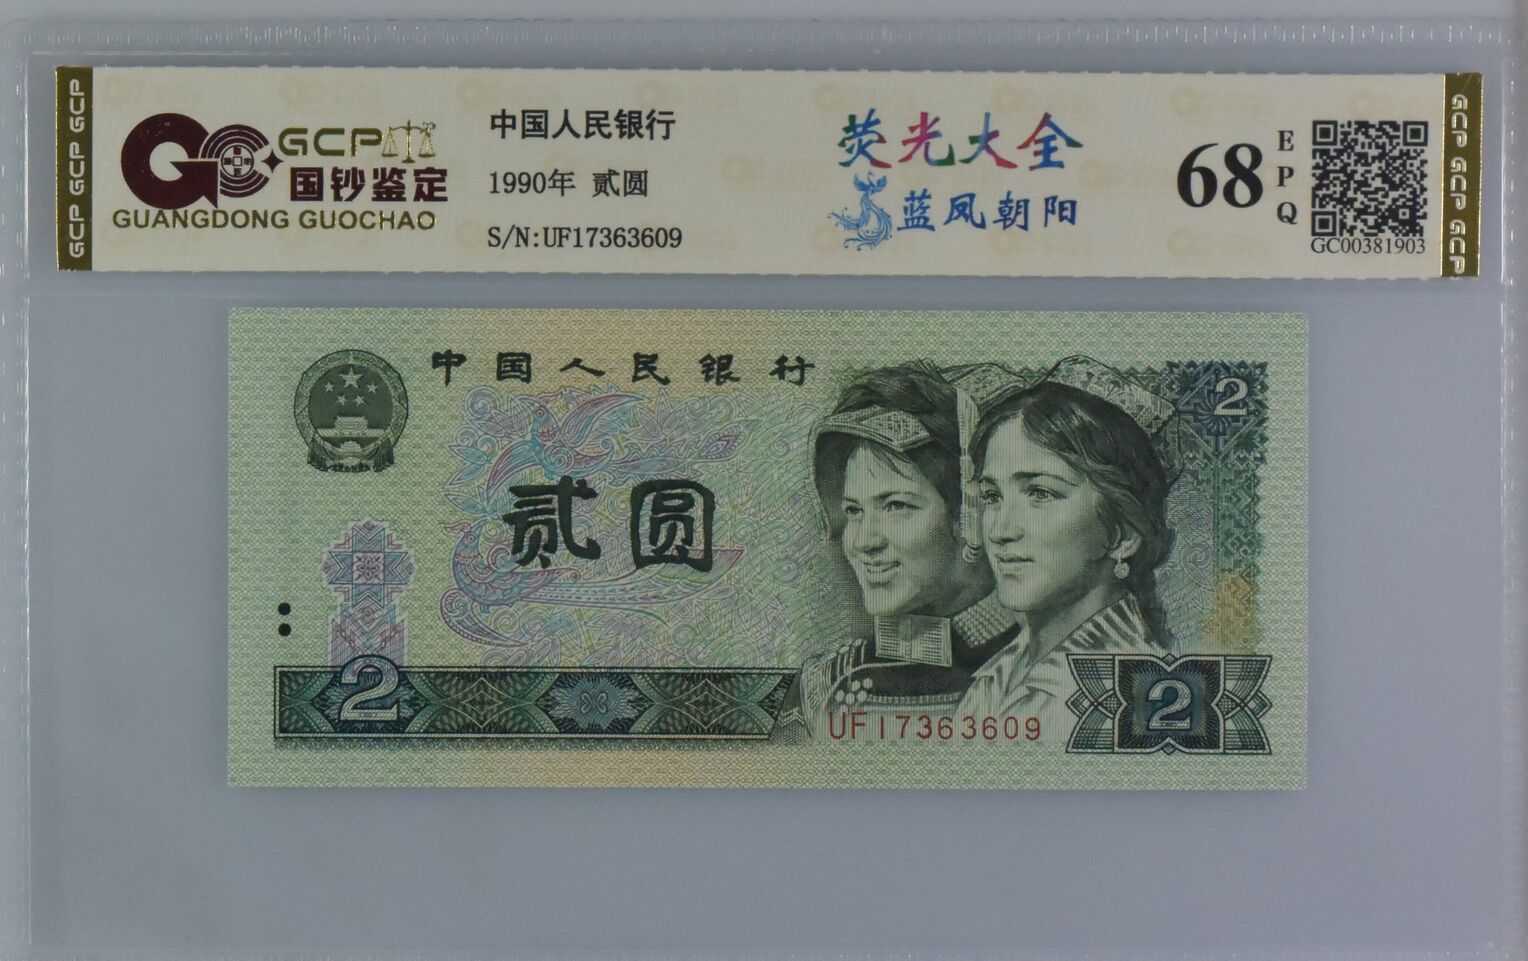 GCP GCP GCP
GCP
国钞鉴定
GUANGDONG GUOCHAO
中国人民银行
1990年 贰圆
S/N:UF17363609
荧光大全
蓝凤朝阳
68
EPQ
GC00381903
GCP GCP GCP
中国人民银行
2
贰圆
2
UF17363609
2